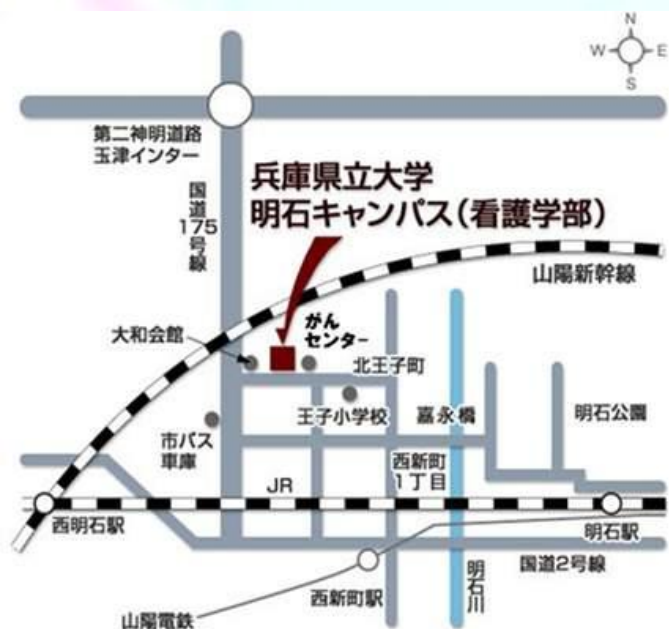 N
W E
S
第二神明道路
玉津インター
国道175号線
兵庫県立大学
明石キャンパス(看護学部)
山陽新幹線
大和会館
がん
センター
北王子町
王子小学校
嘉永橋
明石公園
市バス
車庫
西新町
1丁目
JR
西明石駅
明石駅
国道2号線
西新町駅
明石川
山陽電鉄